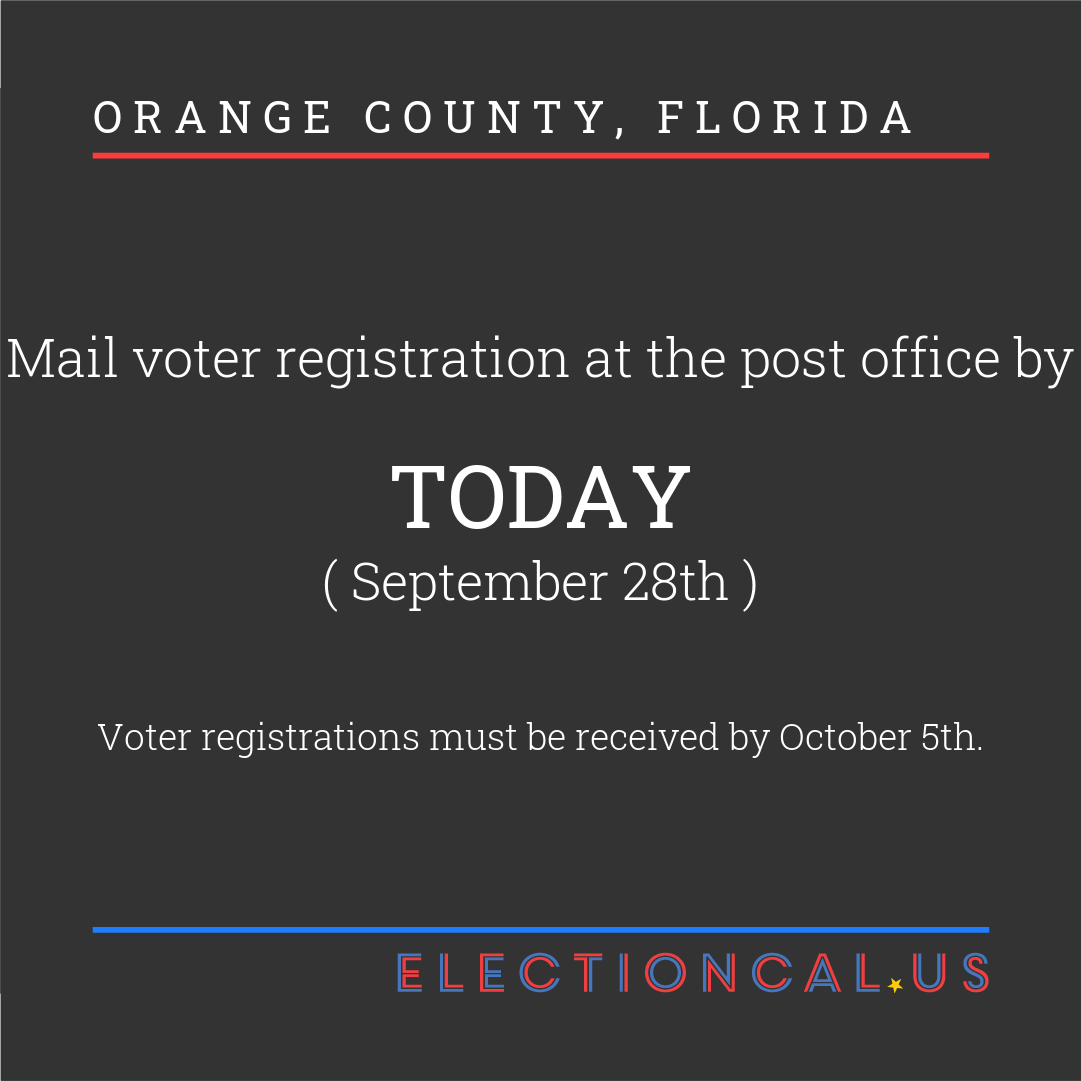 ORANGE COUNTY, FLORIDA
Mail voter registration at the post office by
TODAY
( September 28th )
Voter registrations must be received by October 5th.
ELECTIONCAL.US